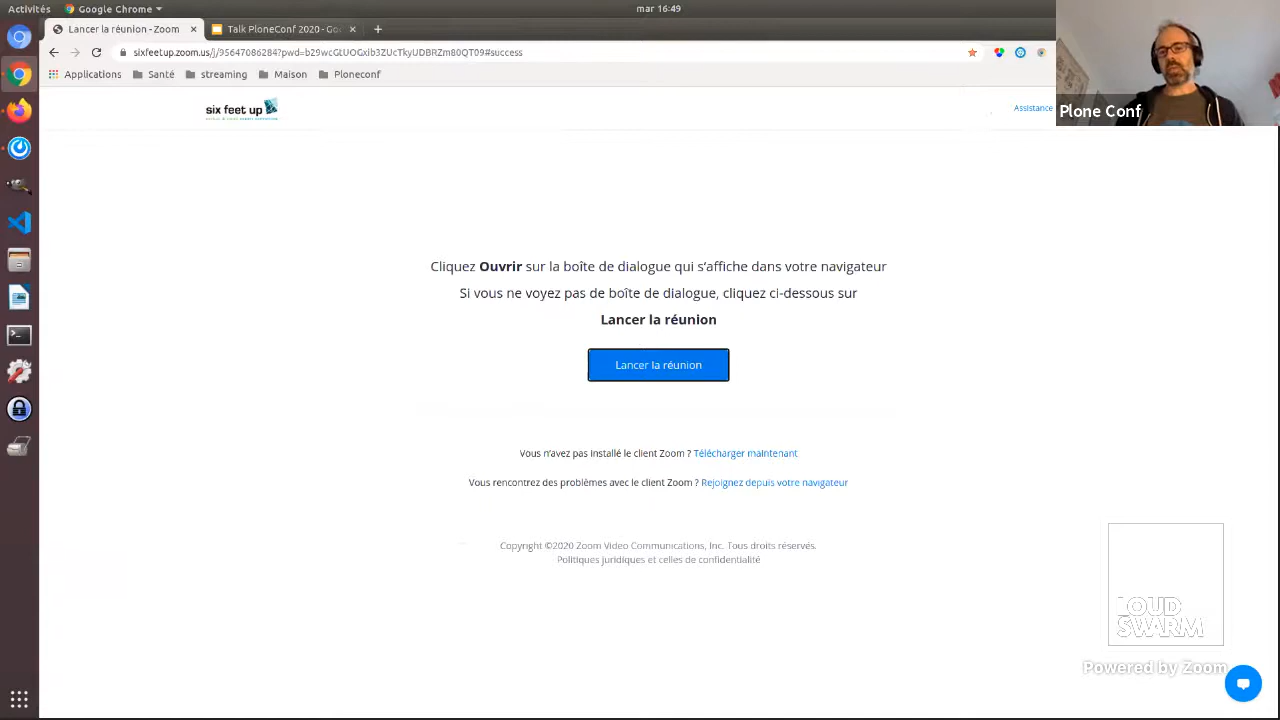 Activités
Google Chrome
mar 16:49
Lancer la réunion - Zoom
Talk PloneConf 2020 - Go
sixfeetup.zoom.us/j/95647086284?pwd=b29wcGtUOGxib3ZUcTkyUDBRZm80QT09#success
Applications
Santé
streaming
Maison
Ploneconf
six feet up
Assistance
Plone Conf
Cliquez Ouvrir sur la boîte de dialogue qui s’affiche dans votre navigateur
Si vous ne voyez pas de boîte de dialogue, cliquez ci-dessous sur
Lancer la réunion
Lancer la réunion
Vous n’avez pas installé le client Zoom ? Télécharger maintenant
Vous rencontrez des problèmes avec le client Zoom ? Rejoignez depuis votre navigateur
Copyright ©2020 Zoom Video Communications, Inc. Tous droits réservés.
Politiques juridiques et celles de confidentialité
LOUD
SWARM
Powered by Zoom